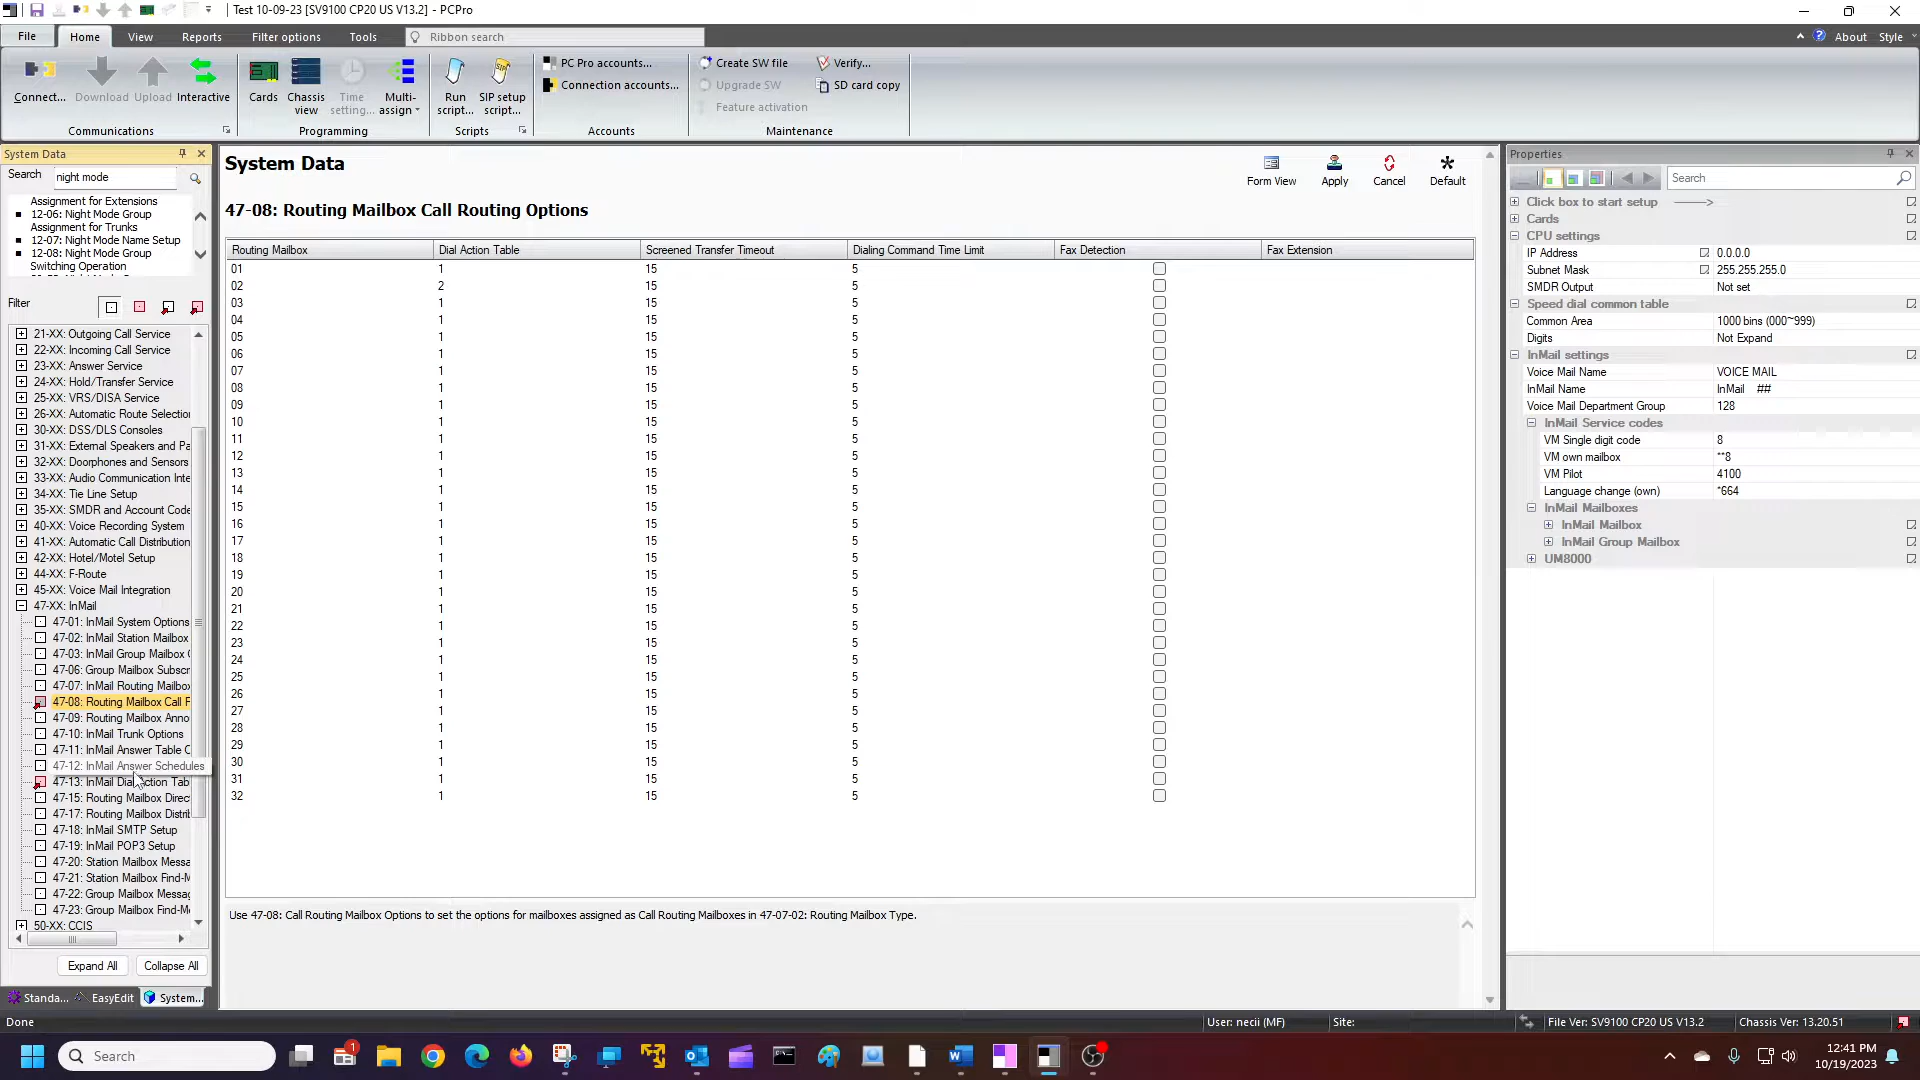 Test 10-09-23 [SV9100 CP20 US V13.2] - PCPro
File
Home
View
Reports
Filter options
Tools
Ribbon search
About
Style
Connect...
Download
Upload
Interactive
Communications
Cards
Chassis view
Time setting...
Multi-assign
Programming
Run script...
SIP setup script...
Scripts
PC Pro accounts...
Connection accounts...
Accounts
Create SW file
Upgrade SW
Feature activation
Verify...
SD card copy
Maintenance
System Data
Search
night mode
Assignment for Extensions
12-06: Night Mode Group
Assignment for Trunks
12-07: Night Mode Name Setup
12-08: Night Mode Group
Switching Operation
Filter
21-XX: Outgoing Call Service
22-XX: Incoming Call Service
23-XX: Answer Service
24-XX: Hold/Transfer Service
25-XX: VRS/DISA Service
26-XX: Automatic Route Selection
30-XX: DSS/DLS Consoles
31-XX: External Speakers and Pa
32-XX: Doorphones and Sensors
33-XX: Audio Communication Inte
34-XX: Tie Line Setup
35-XX: SMDR and Account Code
40-XX: Voice Recording System
41-XX: Automatic Call Distribution
42-XX: Hotel/Motel Setup
44-XX: F-Route
45-XX: Voice Mail Integration
47-XX: InMail
47-01: InMail System Options
47-02: InMail Station Mailbox
47-03: InMail Group Mailbox
47-06: Group Mailbox Subscr
47-07: InMail Routing Mailbox
47-08: Routing Mailbox Call
47-09: Routing Mailbox Anno
47-10: InMail Trunk Options
47-11: InMail Answer Table
47-12: InMail Answer Schedules
47-13: InMail Dial Action Tab
47-15: Routing Mailbox Direc
47-17: Routing Mailbox Distrib
47-18: InMail SMTP Setup
47-19: InMail POP3 Setup
47-20: Station Mailbox Messa
47-21: Station Mailbox Find-M
47-22: Group Mailbox Messag
47-23: Group Mailbox Find-Me
50-XX: CCIS
Expand All
Collapse All
Standa...
EasyEdit
System...
System Data
Form View
Apply
Cancel
Default
47-08: Routing Mailbox Call Routing Options
Routing Mailbox Dial Action Table Screened Transfer Timeout Dialing Command Time Limit Fax Detection Fax Extension
01 1 15 5
02 2 15 5
03 1 15 5
04 1 15 5
05 1 15 5
06 1 15 5
07 1 15 5
08 1 15 5
09 1 15 5
10 1 15 5
11 1 15 5
12 1 15 5
13 1 15 5
14 1 15 5
15 1 15 5
16 1 15 5
17 1 15 5
18 1 15 5
19 1 15 5
20 1 15 5
21 1 15 5
22 1 15 5
23 1 15 5
24 1 15 5
25 1 15 5
26 1 15 5
27 1 15 5
28 1 15 5
29 1 15 5
30 1 15 5
31 1 15 5
32 1 15 5
Use 47-08: Call Routing Mailbox Options to set the options for mailboxes assigned as Call Routing Mailboxes in 47-07-02: Routing Mailbox Type.
Properties
Search
Click box to start setup ----->
Cards
CPU settings
IP Address 0.0.0.0
Subnet Mask 255.255.255.0
SMDR Output Not set
Speed dial common table
Common Area 1000 bins (000~999)
Digits Not Expand
InMail settings
Voice Mail Name VOICE MAIL
InMail Name InMail ##
Voice Mail Department Group 128
InMail Service codes
VM Single digit code 8
VM own mailbox **8
VM Pilot 4100
Language change (own) *664
InMail Mailboxes
InMail Mailbox
InMail Group Mailbox
UM8000
Done
User: necii (MF)
Site:
File Ver: SV9100 CP20 US V13.2
Chassis Ver: 13.20.51
Search
1
12:41 PM
10/19/2023